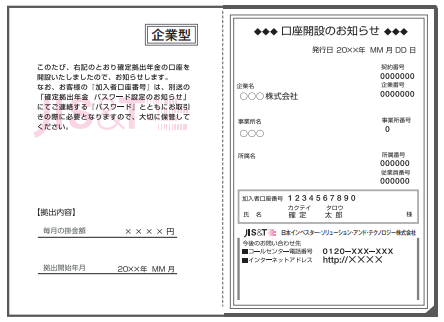 企業型
このたび、右記のとおり確定拠出年金の口座を
開設いたしましたので、お知らせします。
なお、お客様の「加入者口座番号」は、別送の
「確定拠出年金 パスワード設定のお知らせ」
にてご連絡する「パスワード」とともにお取引
きの際に必要となりますので、大切に保管して
ください。
JIS&T
【拠出内容】
毎月の掛金額 ××××円
拠出開始年月 20××年 MM月
◆◆◆ 口座開設のお知らせ ◆◆◆
発行日 20××年 MM月 DD日
契約番号
0000000
企業番号
0000000
企業名
○○○株式会社
事業所番号
0
事業所名
○○○
所属名
所属番号
000000
従業員番号
000000
加入者口座番号 1234567890
カクテイ タロウ
氏 名 確定 太郎 様
JIS&T 日本インベスター・ソリューション・アンド・テクノロジー株式会社
今後のお問い合わせ先
■コールセンター電話番号 0120-XXX-XXX
■インターネットアドレス http://××××